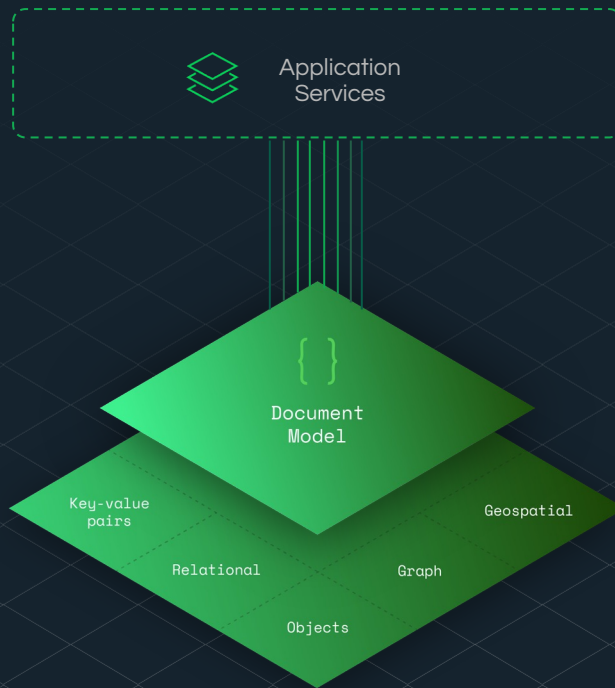 Application
Services
{ }
Document
Model
Key-value
pairs
Geospatial
Relational
Graph
Objects